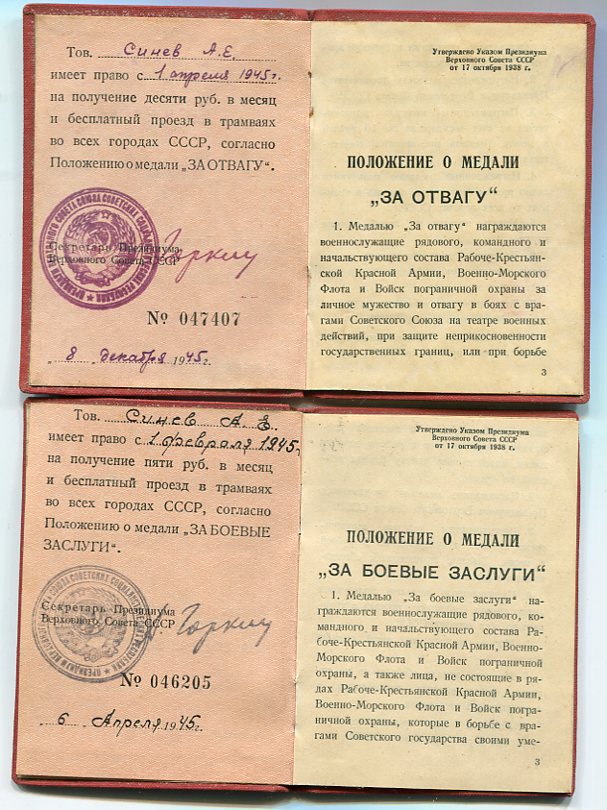 Тов. Синев А.Е.
имеет право с 1 апреля 1945г.
на получение десяти руб. в месяц
и бесплатный проезд в трамваях
во всех городах СССР, согласно
Положению о медали „ЗА ОТВАГУ“.
Секретарь Президиума
Верховного Совета СССР Горкин
№ 047407
„ 8 „ декабря 1945г.
Утверждено Указом Президиума
Верховного Совета СССР
от 17 октября 1938 г.
ПОЛОЖЕНИЕ О МЕДАЛИ
„ЗА ОТВАГУ“
1. Медалью „За отвагу“ награждаются
военнослужащие рядового, командного и
начальствующего состава Рабоче-Крестьян-
ской Красной Армии, Военно-Морского
Флота и Войск пограничной охраны за
личное мужество и отвагу в боях с вра-
гами Советского Союза на театре военных
действий, при защите неприкосновенности
государственных границ, или при борьбе
3
Тов. Синев А. Е.
имеет право с 1 февраля 1945г.
на получение пяти руб. в месяц
и бесплатный проезд в трамваях
во всех городах СССР, согласно
Положению о медали „ЗА БОЕВЫЕ
ЗАСЛУГИ“.
Секретарь Президиума
Верховного Совета СССР Горкин
№ 046205
„ 6 „ Апреля 1945г.
Утверждено Указом Президиума
Верховного Совета СССР
от 17 октября 1938 г.
ПОЛОЖЕНИЕ О МЕДАЛИ
„ЗА БОЕВЫЕ ЗАСЛУГИ“
1. Медалью „За боевые заслуги“ на-
граждаются военнослужащие рядового, ко-
мандного и начальствующего состава Ра-
боче-Крестьянской Красной Армии, Военно-
Морского Флота и Войск пограничной
охраны, а также лица, не состоящие в ря-
дах Рабоче-Крестьянской Красной Армии,
Военно-Морского Флота и Войск погра-
ничной охраны, которые в борьбе с вра-
гами Советского государства своими уме-
3